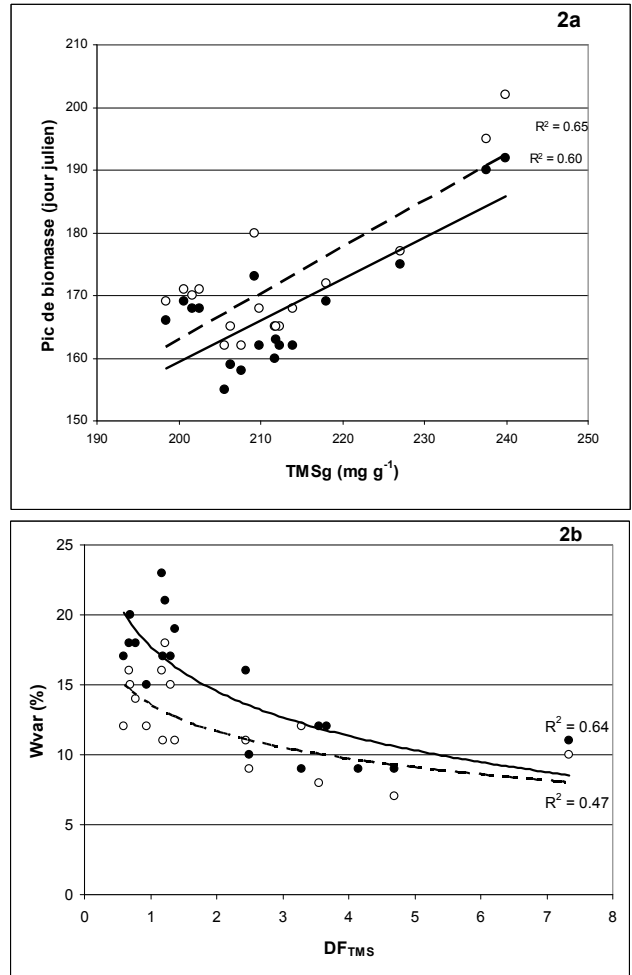 2a
210
200
190
180
170
160
150
Pic de biomasse (jour julien)
R² = 0.65
R² = 0.60
190 200 210 220 230 240 250
TMSg (mg g⁻¹)
2b
25
20
15
10
5
0
Wvar (%)
R² = 0.64
R² = 0.47
0 1 2 3 4 5 6 7 8
DF_TMS